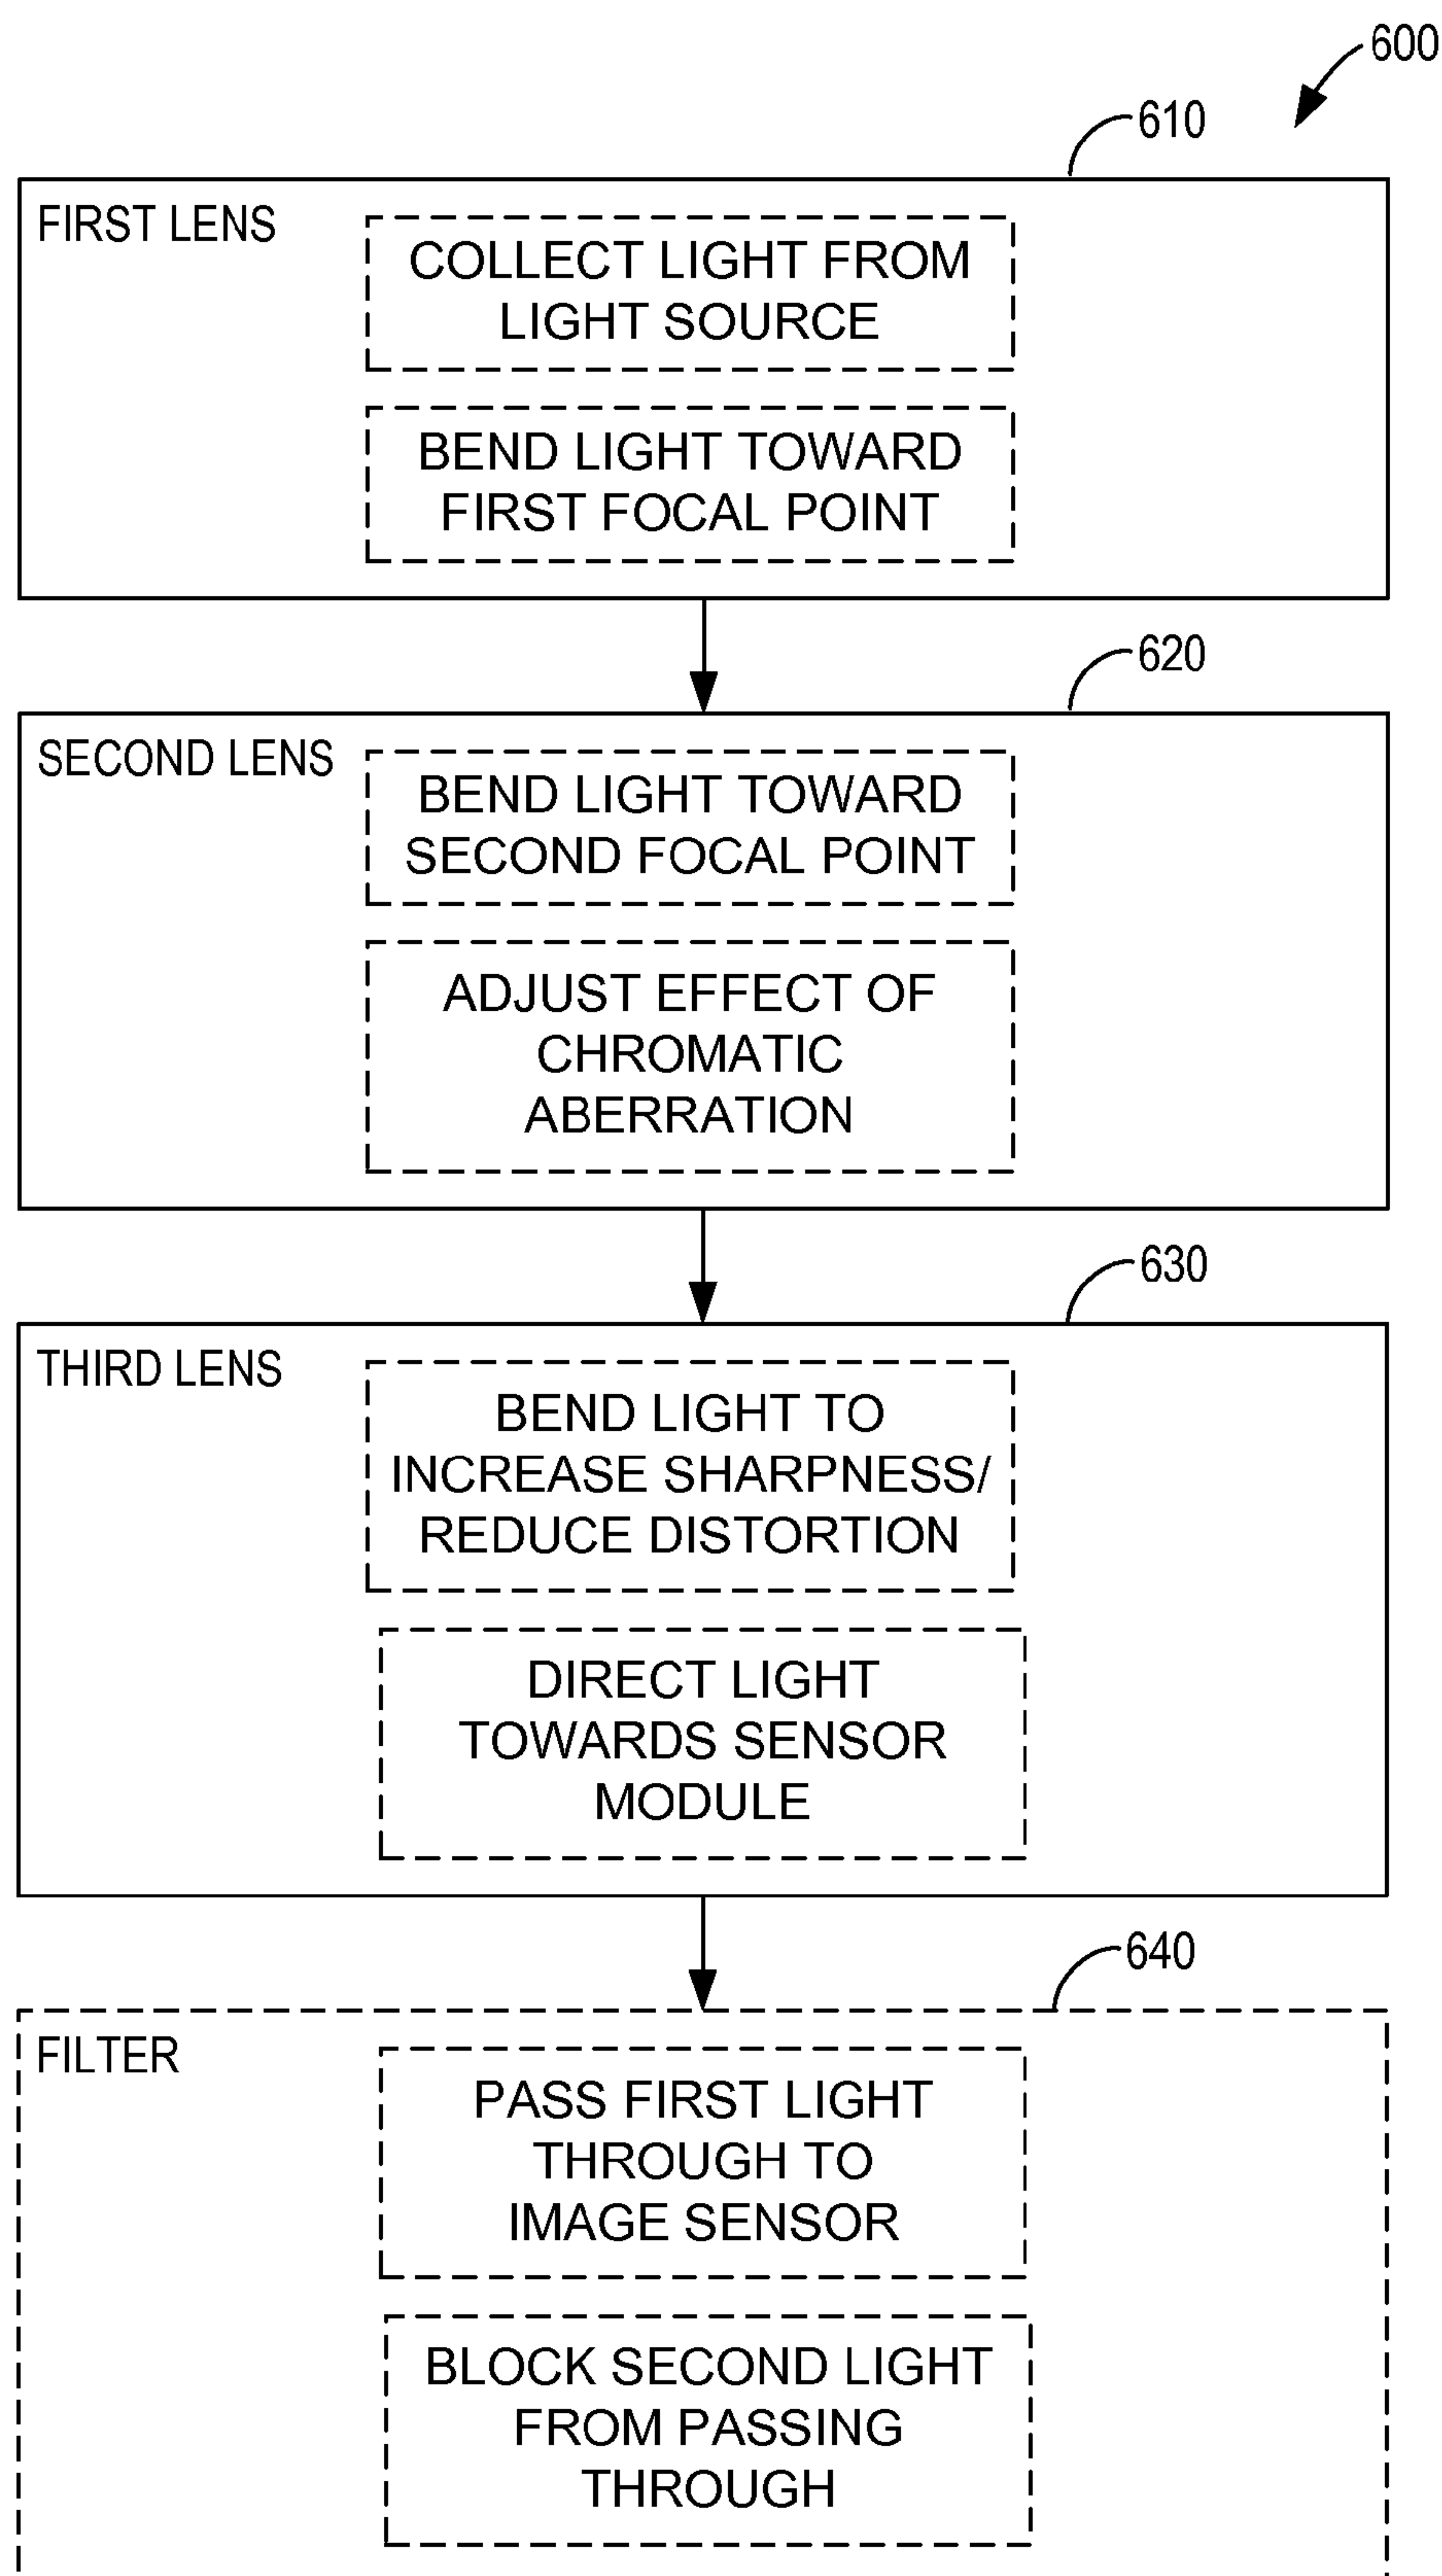 600
610
FIRST LENS
COLLECT LIGHT FROM
LIGHT SOURCE
BEND LIGHT TOWARD
FIRST FOCAL POINT
620
SECOND LENS
BEND LIGHT TOWARD
SECOND FOCAL POINT
ADJUST EFFECT OF
CHROMATIC
ABERRATION
630
THIRD LENS
BEND LIGHT TO
INCREASE SHARPNESS/
REDUCE DISTORTION
DIRECT LIGHT
TOWARDS SENSOR
MODULE
640
FILTER
PASS FIRST LIGHT
THROUGH TO
IMAGE SENSOR
BLOCK SECOND LIGHT
FROM PASSING
THROUGH